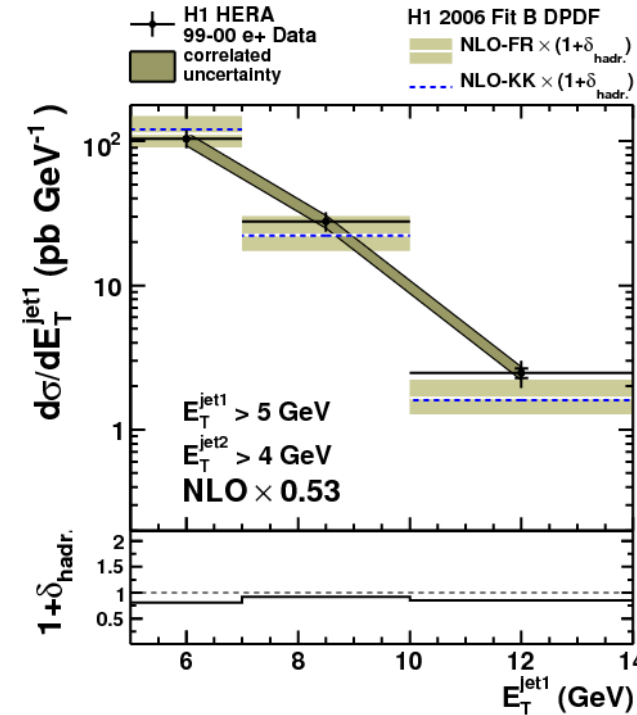 H1 HERA
99-00 e+ Data
correlated
uncertainty
H1 2006 Fit B DPDF
NLO-FR × (1+δhadr.)
NLO-KK × (1+δhadr.)
dσ/dE_T^jet1 (pb GeV⁻¹)
10²
10
1
E_T^jet1 > 5 GeV
E_T^jet2 > 4 GeV
NLO × 0.53
1+δhadr.
2
1.5
1
0.5
6 8 10 12 14
E_T^jet1 (GeV)